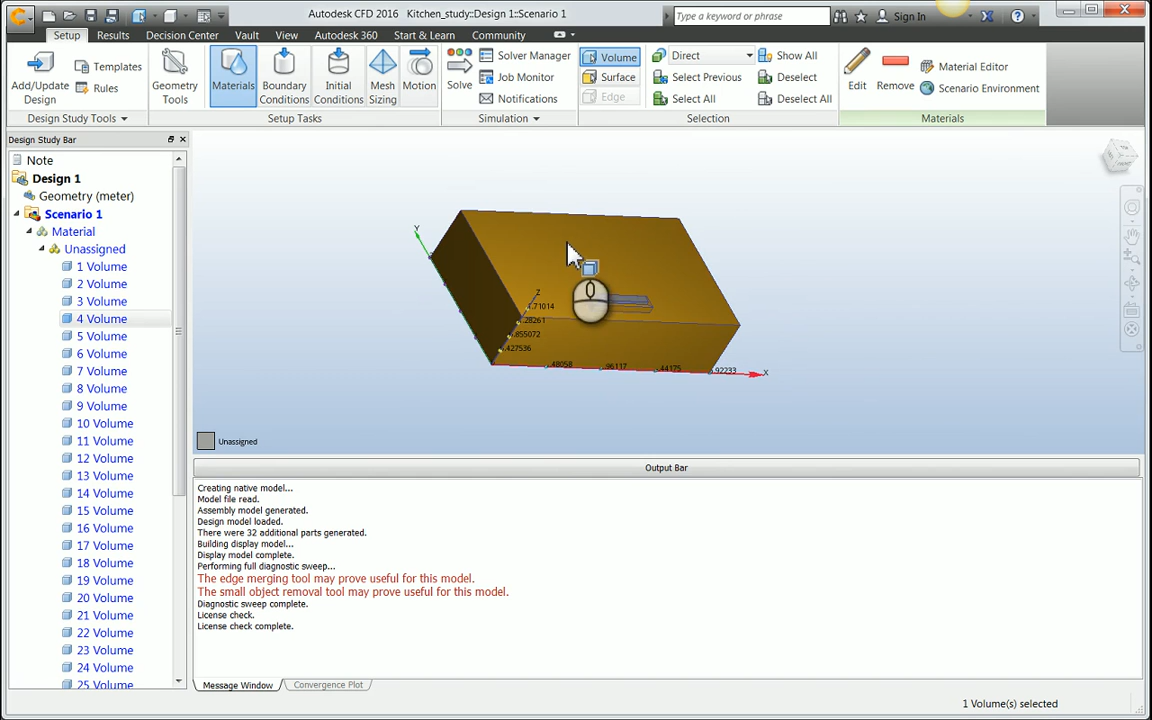 Autodesk CFD 2016 Kitchen_study::Design 1::Scenario 1
Type a keyword or phrase
Sign In
Setup Results Decision Center Vault View Autodesk 360 Start & Learn Community
Add/Update Design
Templates
Rules
Design Study Tools
Geometry Tools
Materials
Boundary Conditions
Initial Conditions
Mesh Sizing
Motion
Setup Tasks
Solve
Solver Manager
Job Monitor
Notifications
Simulation
Volume
Surface
Edge
Direct
Select Previous
Select All
Show All
Deselect
Deselect All
Selection
Edit
Remove
Material Editor
Scenario Environment
Materials
Design Study Bar
Note
Design 1
Geometry (meter)
Scenario 1
Material
Unassigned
1 Volume
2 Volume
3 Volume
4 Volume
5 Volume
6 Volume
7 Volume
8 Volume
9 Volume
10 Volume
11 Volume
12 Volume
13 Volume
14 Volume
15 Volume
16 Volume
17 Volume
18 Volume
19 Volume
20 Volume
21 Volume
22 Volume
23 Volume
24 Volume
25 Volume
Y
Z
.71014
.28261
.855072
.427536
.48058
.96117
.44175
.92233
X
Unassigned
Output Bar
Creating native model...
Model file read.
Assembly model generated.
Design model loaded.
There were 32 additional parts generated.
Building display model...
Display model complete.
Performing full diagnostic sweep...
The edge merging tool may prove useful for this model.
The small object removal tool may prove useful for this model.
Diagnostic sweep complete.
License check.
License check complete.
Message Window
Convergence Plot
1 Volume(s) selected